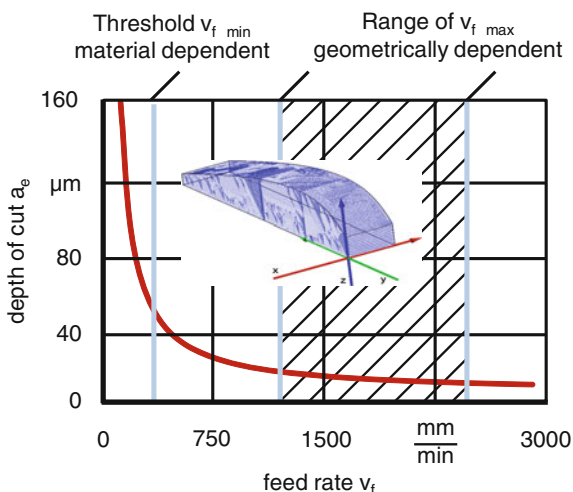 Threshold v_f min
material dependent
Range of v_f max
geometrically dependent
160
µm
80
40
0
depth of cut a_e
x
z
y
0
750
1500
mm
min
3000
feed rate v_f